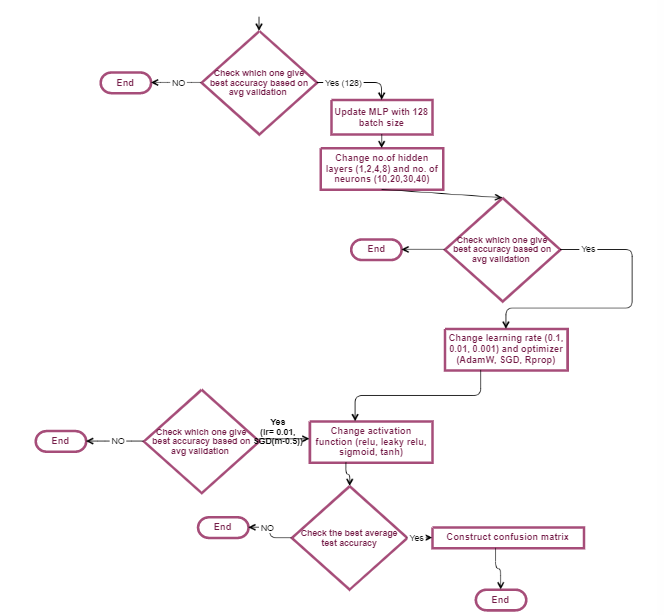 Check which one give
best accuracy based on
avg validation
End
NO
Yes (128)
Update MLP with 128
batch size
Change no.of hidden
layers (1,2,4,8) and no. of
neurons (10,20,30,40)
Check which one give
best accuracy based on
avg validation
End
Yes
Change learning rate (0.1,
0.01, 0.001) and optimizer
(AdamW, SGD, Rprop)
Check which one give
best accuracy based on
avg validation
End
NO
Yes
(lr= 0.01,
SGD(m-0.5))
Change activation
function (relu, leaky relu,
sigmoid, tanh)
Check the best average
test accuracy
End
NO
Yes
Construct confusion matrix
End